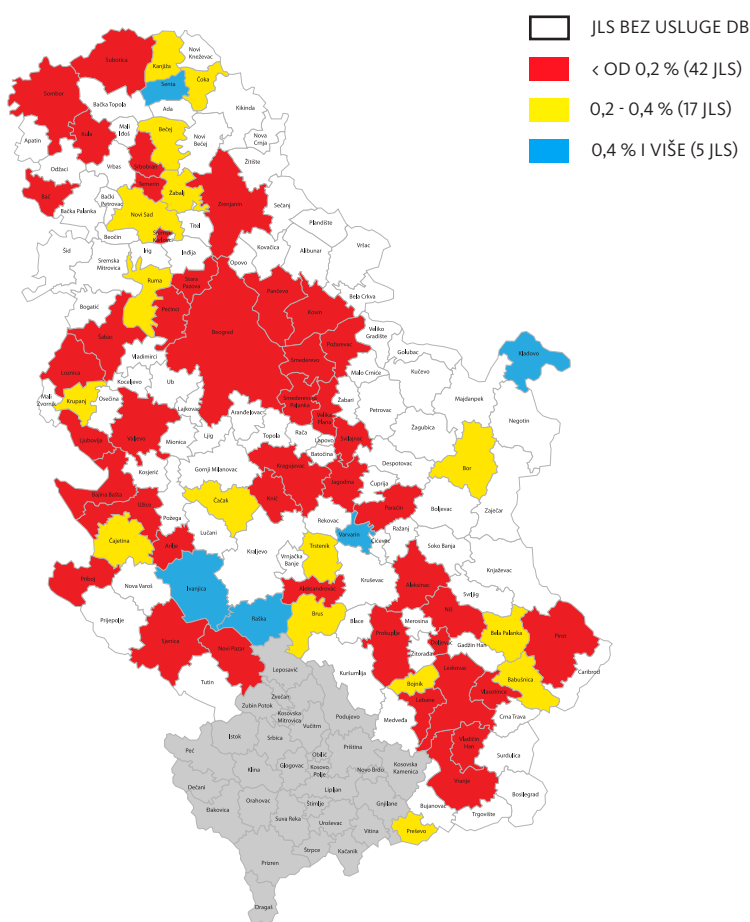 JLS BEZ USLUGE DB
< OD 0,2 % (42 JLS)
0,2 - 0,4 % (17 JLS)
0,4 % I VIŠE (5 JLS)
Subotica
Kanjiža
Novi
Kneževac
Sombor
Senta
Čoka
Bačka Topola
Ada
Kikinda
Apatin
Kula
Mali
Iđoš
Bečej
Novi
Bečej
Nova
Crnja
Odžaci
Vrbas
Srbobran
Žitište
Bač
Temerin
Žabalj
Zrenjanin
Bački
Petrovac
Bačka Palanka
Novi Sad
Titel
Sečanj
Beočin
Sremski
Karlovci
Plandište
Šid
Sremska
Mitrovica
Irig
Inđija
Opovo
Kovačica
Alibunar
Vršac
Ruma
Stara
Pazova
Pančevo
Bela Crkva
Bogatić
Pećinci
Kovin
Šabac
Beograd
Požarevac
Veliko
Gradište
Golubac
Kladovo
Vladimirci
Smederevo
Malo Crniće
Kučevo
Loznica
Koceljevo
Ub
Majdanpek
Mali
Zvornik
Krupanj
Osečina
Lajkovac
Aranđelovac
Smederevska
Palanka
Žabari
Petrovac
Negotin
Ljubovija
Valjevo
Mionica
Ljig
Topola
Rača
Velika
Plana
Lapovo
Batočina
Svilajnac
Žagubica
Kosjerić
Gornji Milanovac
Kragujevac
Despotovac
Bor
Bajina Bašta
Užice
Požega
Čačak
Knić
Jagodina
Ćuprija
Paraćin
Boljevac
Zaječar
Čajetina
Arilje
Lučani
Kraljevo
Rekovac
Varvarin
Ćićevac
Ražanj
Vrnjačka
Banje
Trstenik
Soko Banja
Priboj
Nova Varoš
Ivanjica
Kruševac
Aleksinac
Knjaževac
Aleksandrovac
Svrljig
Prijepolje
Raška
Brus
Blace
Merosina
Niš
Bela Palanka
Pirot
Sjenica
Novi Pazar
Prokuplje
Doljevac
Gadžin Han
Žitorađa
Caribrod
Tutin
Leposavić
Kuršumlija
Bojnik
Leskovac
Babušnica
Zvečan
Zubin Potok
Kosovska
Mitrovica
Podujevo
Medveđa
Lebane
Vlasotince
Crna Trava
Istok
Srbica
Vučitrn
Peć
Obilić
Priština
Vladičin
Han
Surdulica
Klina
Glogovac
Kosovo
Polje
Novo Brdo
Kosovska
Kamenica
Vranje
Dečani
Lipljan
Bosilegrad
Orahovac
Štimlje
Gnjilane
Bujanovac
Trgovište
Đakovica
Suva Reka
Uroševac
Vitina
Preševo
Štrpce
Kačanik
Prizren
Dragaš